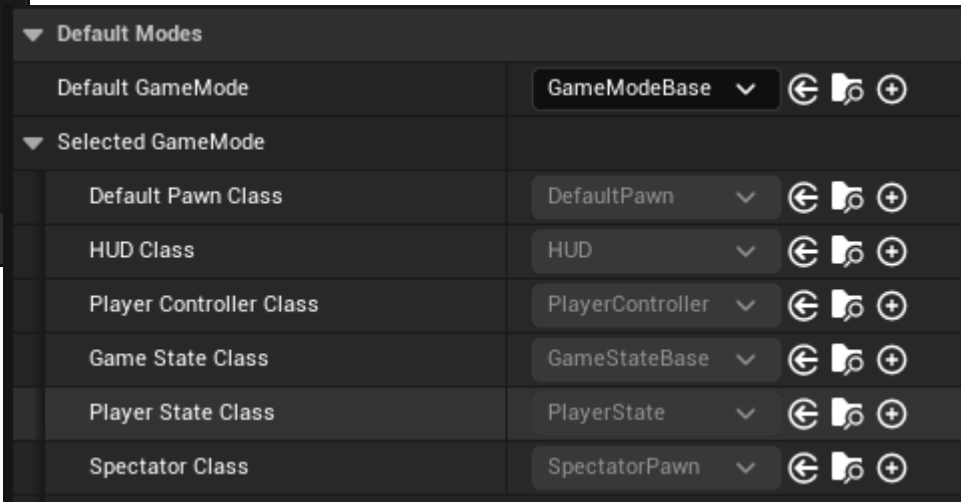 Default Modes
Default GameMode GameModeBase
Selected GameMode
Default Pawn Class DefaultPawn
HUD Class HUD
Player Controller Class PlayerController
Game State Class GameStateBase
Player State Class PlayerState
Spectator Class SpectatorPawn